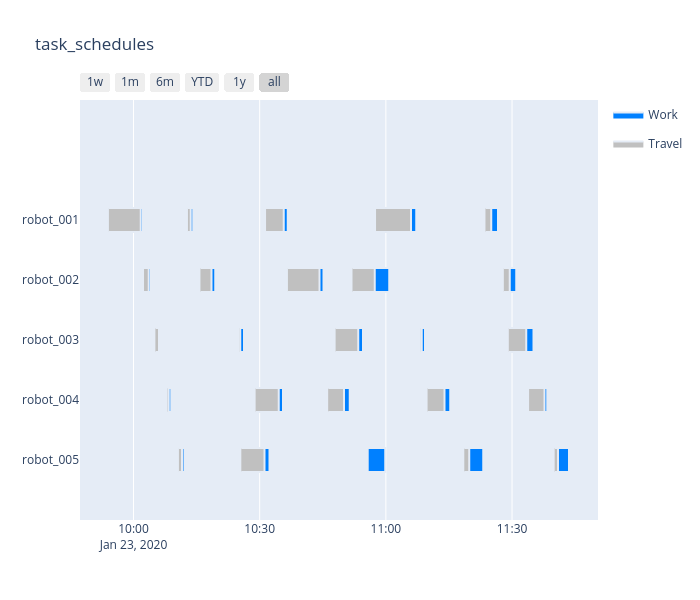 task_schedules
1w 1m 6m YTD 1y all
Work
Travel
robot_001
robot_002
robot_003
robot_004
robot_005
10:00 10:30 11:00 11:30
Jan 23, 2020